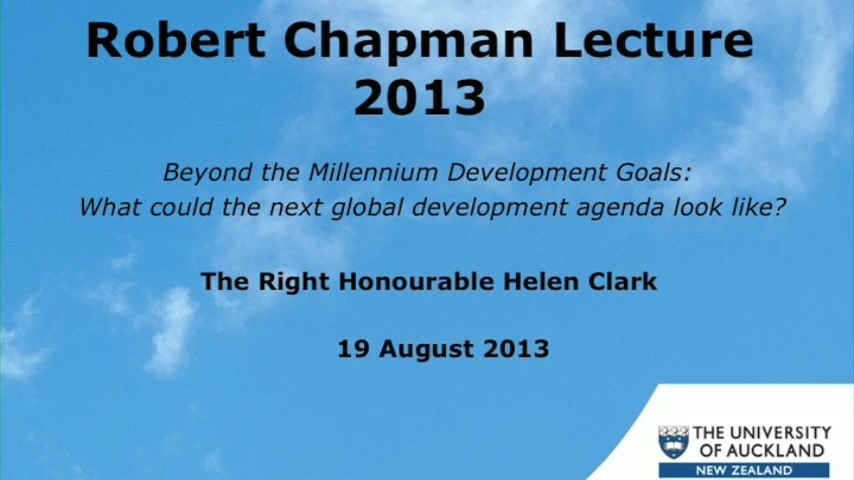 Robert Chapman Lecture
2013
Beyond the Millennium Development Goals:
What could the next global development agenda look like?
The Right Honourable Helen Clark
19 August 2013
THE UNIVERSITY
OF AUCKLAND
NEW ZEALAND